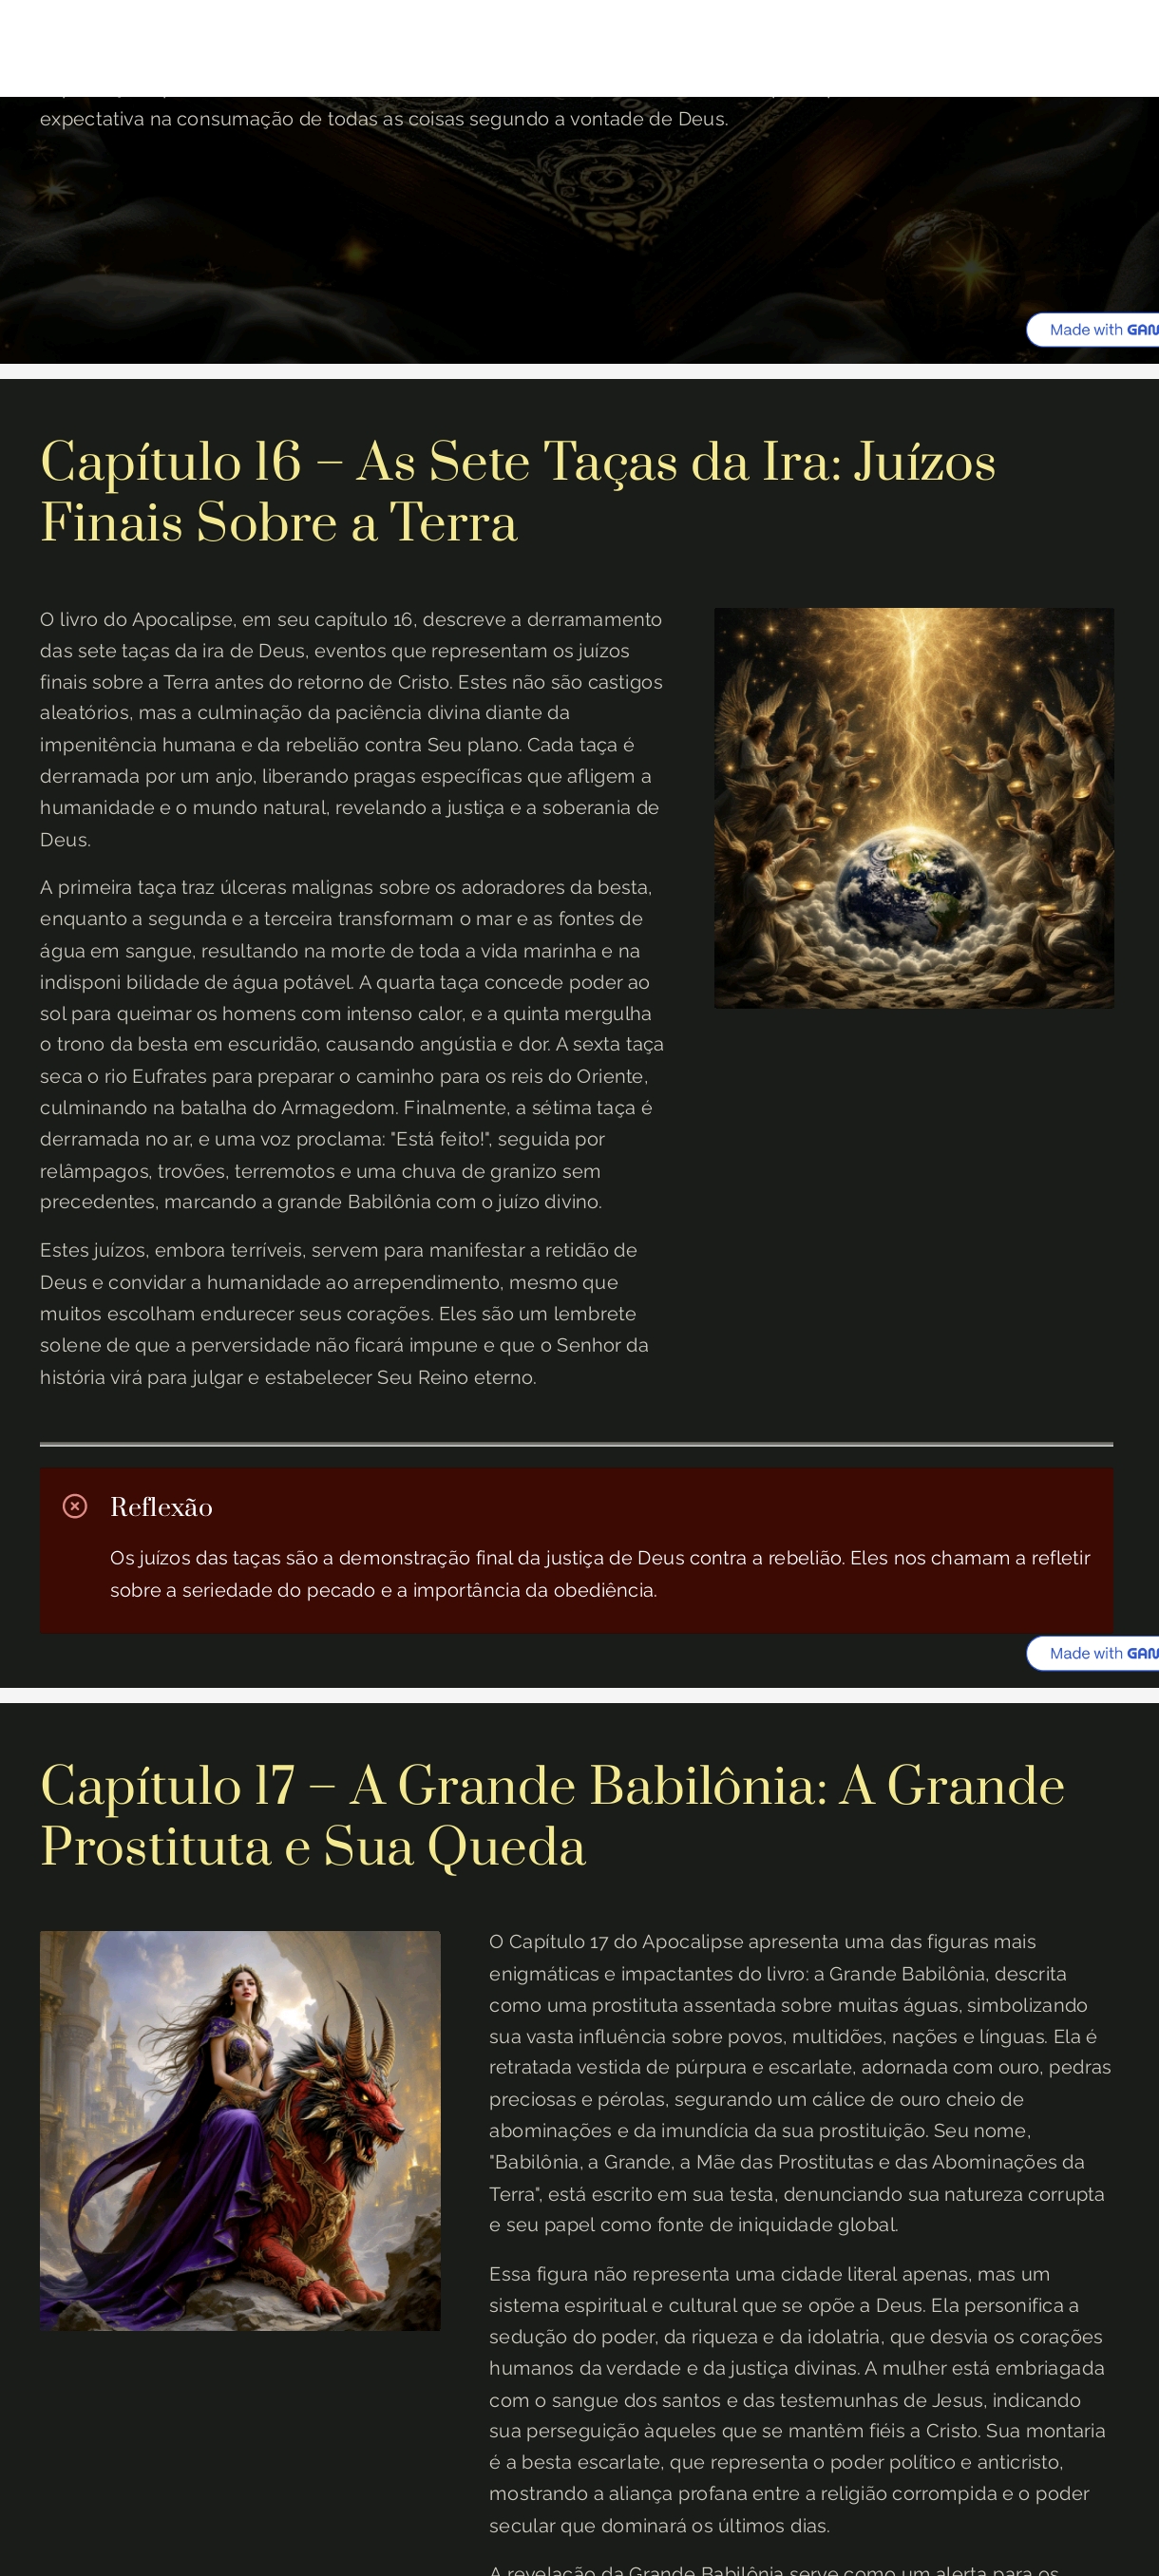 expectativa na consumação de todas as coisas segundo a vontade de Deus.
Made with
Capítulo 16 – As Sete Taças da Ira: Juízos
Finais Sobre a Terra
O livro do Apocalipse, em seu capítulo 16, descreve a derramamento
das sete taças da ira de Deus, eventos que representam os juízos
finais sobre a Terra antes do retorno de Cristo. Estes não são castigos
aleatórios, mas a culminação da paciência divina diante da
impenitência humana e da rebelião contra Seu plano. Cada taça é
derramada por um anjo, liberando pragas específicas que afligem a
humanidade e o mundo natural, revelando a justiça e a soberania de
Deus.
A primeira taça traz úlceras malignas sobre os adoradores da besta,
enquanto a segunda e a terceira transformam o mar e as fontes de
água em sangue, resultando na morte de toda a vida marinha e na
indisponi bilidade de água potável. A quarta taça concede poder ao
sol para queimar os homens com intenso calor, e a quinta mergulha
o trono da besta em escuridão, causando angústia e dor. A sexta taça
seca o rio Eufrates para preparar o caminho para os reis do Oriente,
culminando na batalha do Armagedom. Finalmente, a sétima taça é
derramada no ar, e uma voz proclama: "Está feito!", seguida por
relâmpagos, trovões, terremotos e uma chuva de granizo sem
precedentes, marcando a grande Babilônia com o juízo divino.
Estes juízos, embora terríveis, servem para manifestar a retidão de
Deus e convidar a humanidade ao arrependimento, mesmo que
muitos escolham endurecer seus corações. Eles são um lembrete
solene de que a perversidade não ficará impune e que o Senhor da
história virá para julgar e estabelecer Seu Reino eterno.
Reflexão
Os juízos das taças são a demonstração final da justiça de Deus contra a rebelião. Eles nos chamam a refletir
sobre a seriedade do pecado e a importância da obediência.
Made with
Capítulo 17 – A Grande Babilônia: A Grande
Prostituta e Sua Queda
O Capítulo 17 do Apocalipse apresenta uma das figuras mais
enigmáticas e impactantes do livro: a Grande Babilônia, descrita
como uma prostituta assentada sobre muitas águas, simbolizando
sua vasta influência sobre povos, multidões, nações e línguas. Ela é
retratada vestida de púrpura e escarlate, adornada com ouro, pedras
preciosas e pérolas, segurando um cálice de ouro cheio de
abominações e da imundícia da sua prostituição. Seu nome,
"Babilônia, a Grande, a Mãe das Prostitutas e das Abominações da
Terra", está escrito em sua testa, denunciando sua natureza corrupta
e seu papel como fonte de iniquidade global.
Essa figura não representa uma cidade literal apenas, mas um
sistema espiritual e cultural que se opõe a Deus. Ela personifica a
sedução do poder, da riqueza e da idolatria, que desvia os corações
humanos da verdade e da justiça divinas. A mulher está embriagada
com o sangue dos santos e das testemunhas de Jesus, indicando
sua perseguição àqueles que se mantêm fiéis a Cristo. Sua montaria
é a besta escarlate, que representa o poder político e anticristo,
mostrando a aliança profana entre a religião corrompida e o poder
secular que dominará os últimos dias.
A revelação da Grande Babilônia serve como um alerta para os